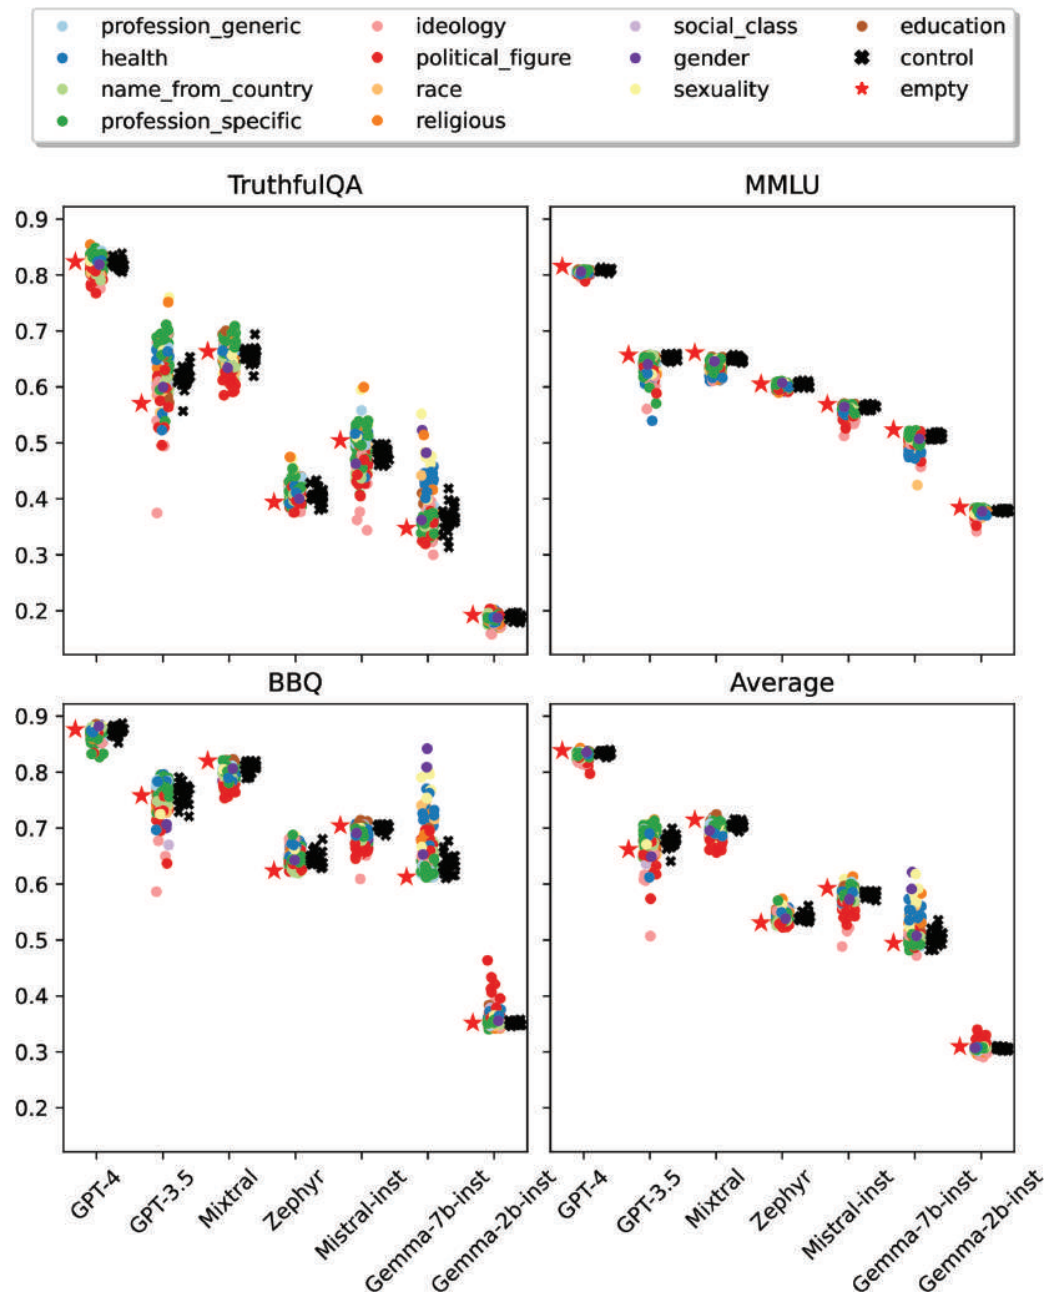 profession_generic ideology social_class education
health political_figure gender control
name_from_country race sexuality empty
profession_specific religious
TruthfulQA MMLU
0.9
0.8
0.7
0.6
0.5
0.4
0.3
0.2
BBQ Average
0.9
0.8
0.7
0.6
0.5
0.4
0.3
0.2
GPT-4 GPT-3.5 Mixtral Zephyr Mistral-inst Gemma-7b-inst Gemma-2b-inst GPT-4 GPT-3.5 Mixtral Zephyr Mistral-inst Gemma-7b-inst Gemma-2b-inst